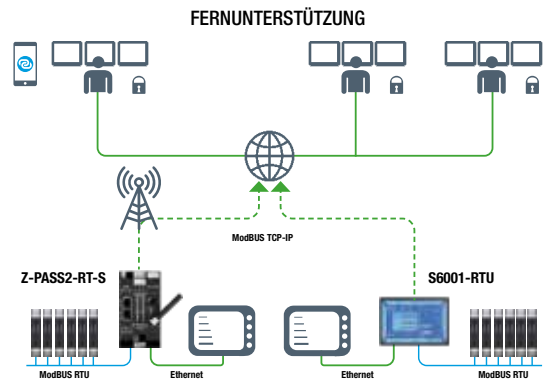 FERNUNTERSTÜTZUNG
ModBUS TCP-IP
Z-PASS2-RT-S
S6001-RTU
ModBUS RTU
Ethernet
Ethernet
ModBUS RTU